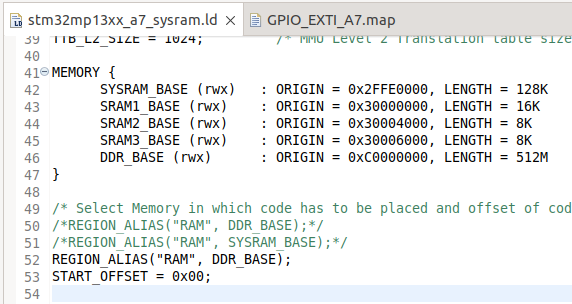 stm32mp13xx_a7_sysram.ld GPIO_EXTI_A7.map
39 TTB_L2_SIZE = 1024; /* MMU Level 2 Translation table size
40
41 MEMORY {
42 SYSRAM_BASE (rwx) : ORIGIN = 0x2FFE0000, LENGTH = 128K
43 SRAM1_BASE (rwx) : ORIGIN = 0x30000000, LENGTH = 16K
44 SRAM2_BASE (rwx) : ORIGIN = 0x30004000, LENGTH = 8K
45 SRAM3_BASE (rwx) : ORIGIN = 0x30006000, LENGTH = 8K
46 DDR_BASE (rwx) : ORIGIN = 0xC0000000, LENGTH = 512M
47 }
48
49 /* Select Memory in which code has to be placed and offset of cod
50 /*REGION_ALIAS("RAM", DDR_BASE);*/
51 /*REGION_ALIAS("RAM", SYSRAM_BASE);*/
52 REGION_ALIAS("RAM", DDR_BASE);
53 START_OFFSET = 0x00;
54